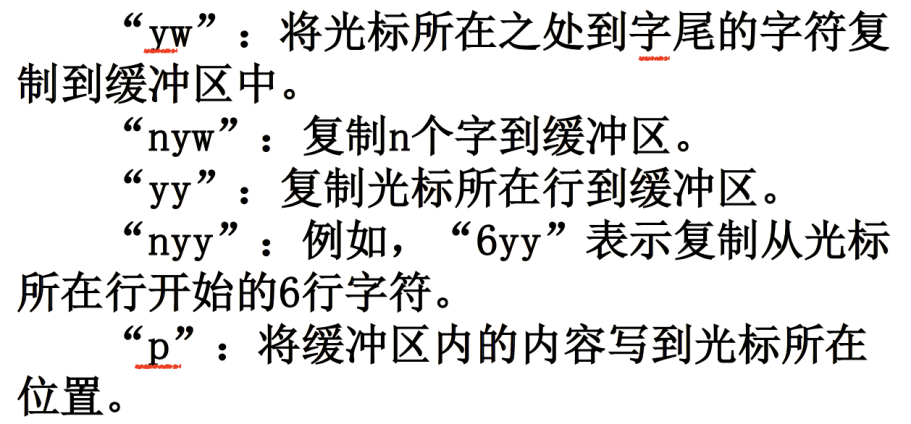 “yw”：将光标所在之处到字尾的字符复
制到缓冲区中。
“nyw”：复制n个字到缓冲区。
“yy”：复制光标所在行到缓冲区。
“nyy”：例如，“6yy”表示复制从光标
所在行开始的6行字符。
“p”：将缓冲区内的内容写到光标所在
位置。